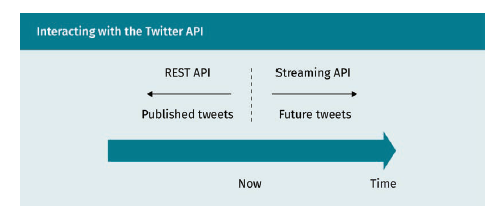 Interacting with the Twitter API
REST API
Streaming API
Published tweets
Future tweets
Now
Time